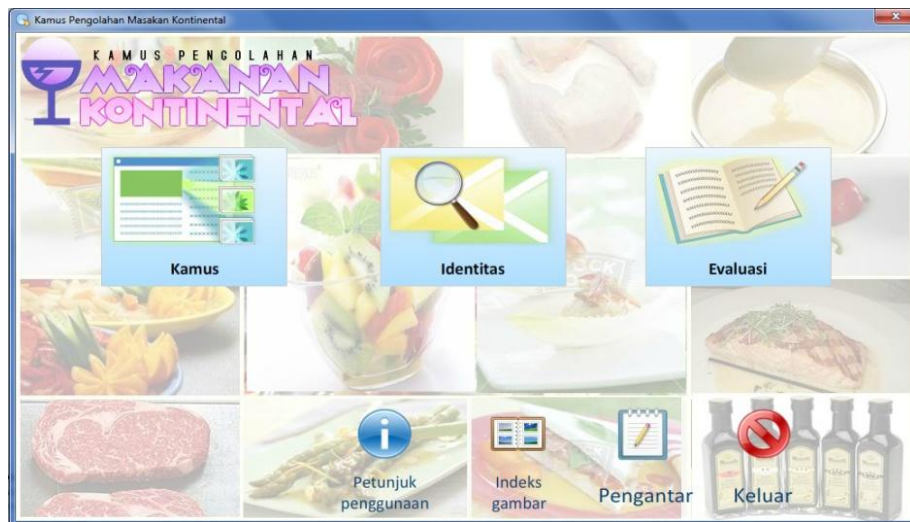 Kamus Pengolahan Masakan Kontinental
KAMUS PENGOLAHAN
MAKANAN
KONTINENTAL
Kamus
Identitas
Evaluasi
Petunjuk
penggunaan
Indeks
gambar
Pengantar
Keluar